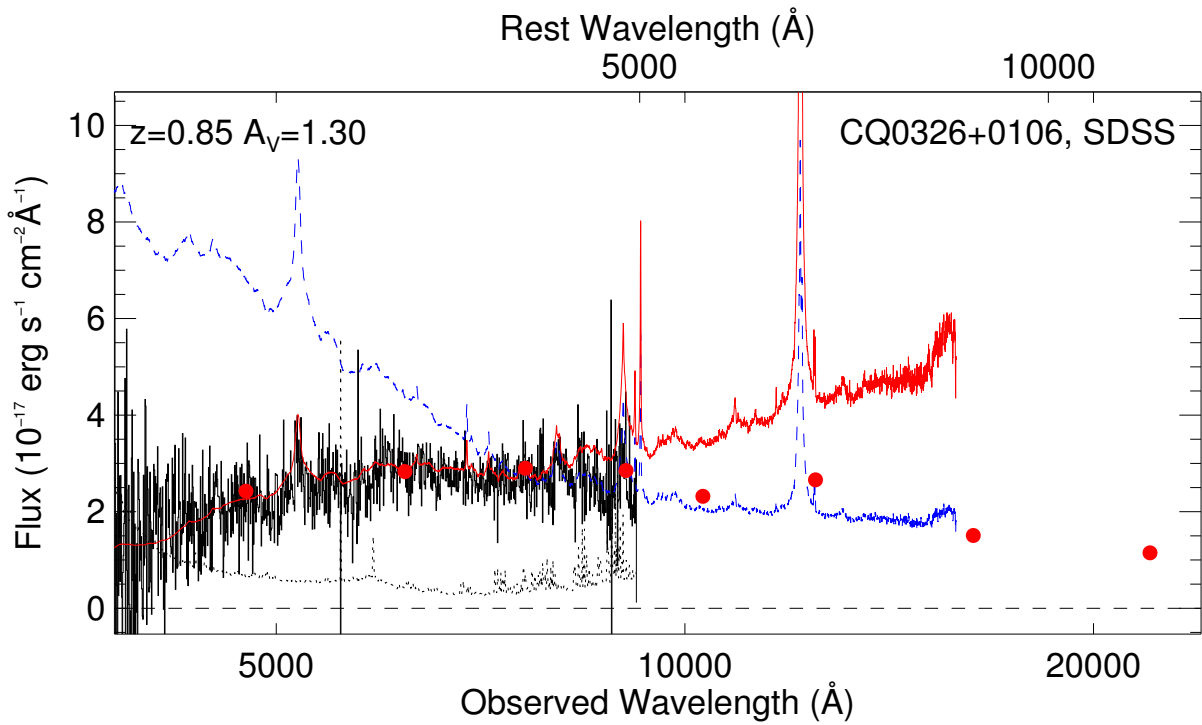 Rest Wavelength (Å)
5000 10000
z=0.85 A_V=1.30 CQ0326+0106, SDSS
10
8
6
4
2
0
Flux (10⁻¹⁷ erg s⁻¹ cm⁻² Å⁻¹)
5000 10000 20000
Observed Wavelength (Å)